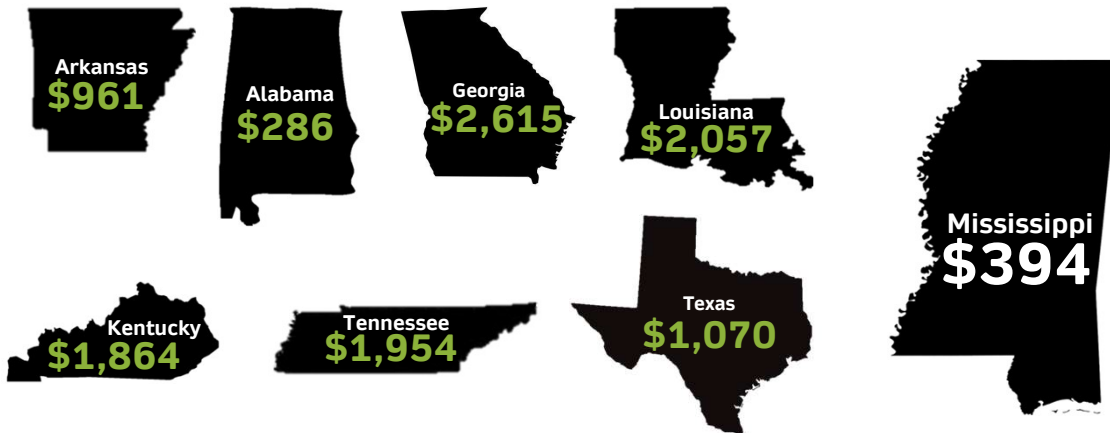 Arkansas
$961
Alabama
$286
Georgia
$2,615
Louisiana
$2,057
Mississippi
$394
Kentucky
$1,864
Tennessee
$1,954
Texas
$1,070